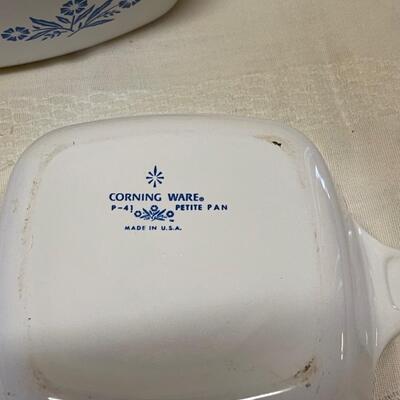 CORNING WARE®
P-41 PETITE PAN
MADE IN U.S.A.